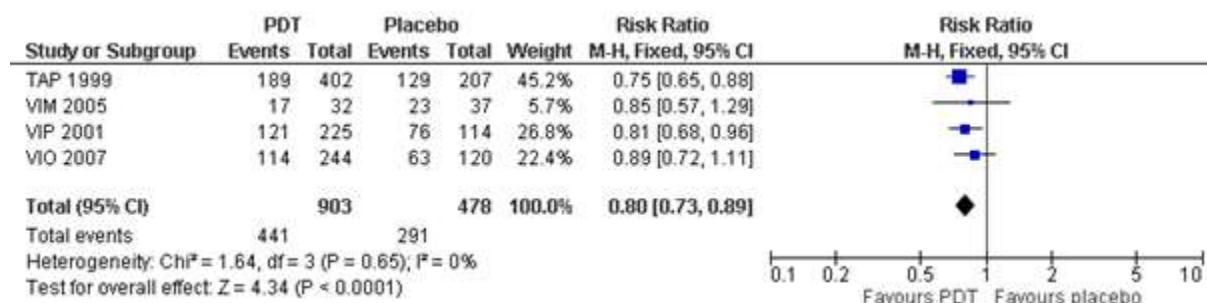 PDT Placebo Risk Ratio Risk Ratio
Study or Subgroup Events Total Events Total Weight M-H, Fixed, 95% CI M-H, Fixed, 95% CI
TAP 1999 189 402 129 207 45.2% 0.75 [0.65, 0.88]
VIM 2005 17 32 23 37 5.7% 0.85 [0.57, 1.29]
VIP 2001 121 225 76 114 26.8% 0.81 [0.68, 0.96]
VIO 2007 114 244 63 120 22.4% 0.89 [0.72, 1.11]
Total (95% CI) 903 478 100.0% 0.80 [0.73, 0.89]
Total events 441 291
Heterogeneity: Chi² = 1.64, df = 3 (P = 0.65); I² = 0%
Test for overall effect: Z = 4.34 (P < 0.0001)
0.1 0.2 0.5 1 2 5 10
Favours PDT Favours placebo